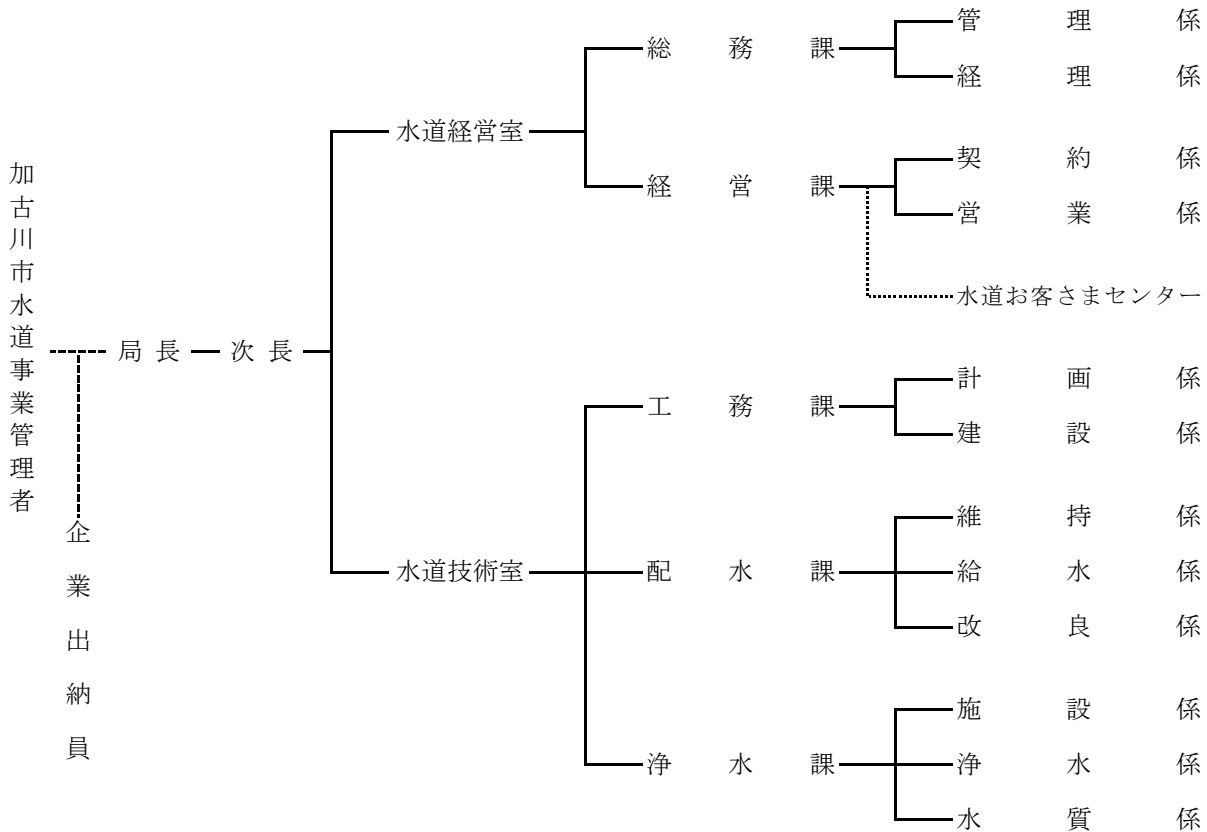 加古川市水道事業管理者
企業出納員
局長
次長
水道経営室
総務課
管理係
経理係
経営課
契約係
営業係
水道お客さまセンター
水道技術室
工務課
計画係
建設係
配水課
維持係
給水係
改良係
浄水課
施設係
浄水係
水質係